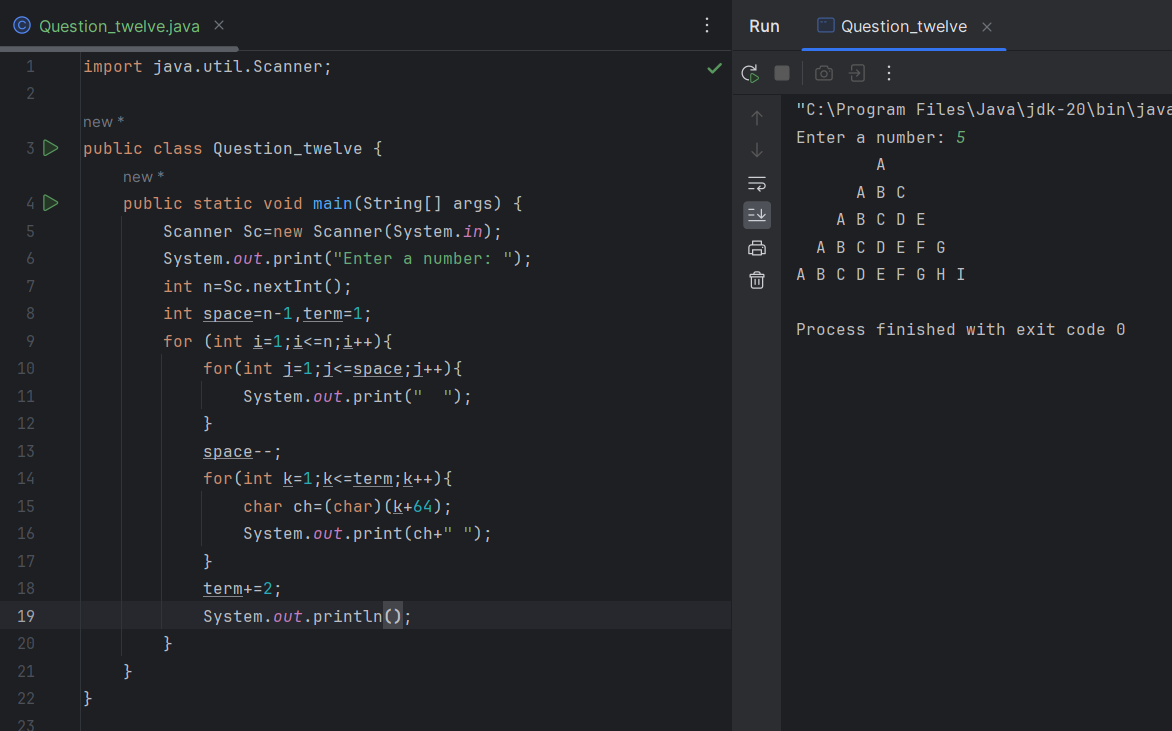 Question_twelve.java
Run
Question_twelve
1 import java.util.Scanner;
2
new *
3 public class Question_twelve {
new *
4 public static void main(String[] args) {
5 Scanner Sc=new Scanner(System.in);
6 System.out.print("Enter a number: ");
7 int n=Sc.nextInt();
8 int space=n-1,term=1;
9 for (int i=1;i<=n;i++){
10 for(int j=1;j<=space;j++){
11 System.out.print("  ");
12 }
13 space--;
14 for(int k=1;k<=term;k++){
15 char ch=(char)(k+64);
16 System.out.print(ch+" ");
17 }
18 term+=2;
19 System.out.println();
20 }
21 }
22 }
23
"C:\Program Files\Java\jdk-20\bin\java
Enter a number: 5
A
A B C
A B C D E
A B C D E F G
A B C D E F G H I
Process finished with exit code 0